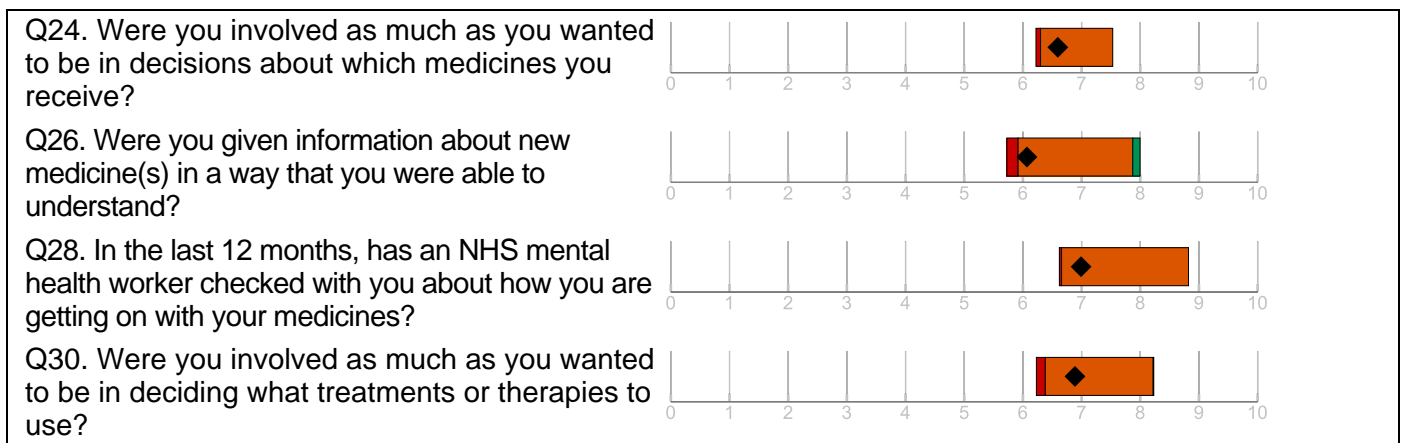 Q24. Were you involved as much as you wanted
to be in decisions about which medicines you
receive?
0 1 2 3 4 5 6 7 8 9 10
Q26. Were you given information about new
medicine(s) in a way that you were able to
understand?
0 1 2 3 4 5 6 7 8 9 10
Q28. In the last 12 months, has an NHS mental
health worker checked with you about how you are
getting on with your medicines?
0 1 2 3 4 5 6 7 8 9 10
Q30. Were you involved as much as you wanted
to be in deciding what treatments or therapies to
use?
0 1 2 3 4 5 6 7 8 9 10